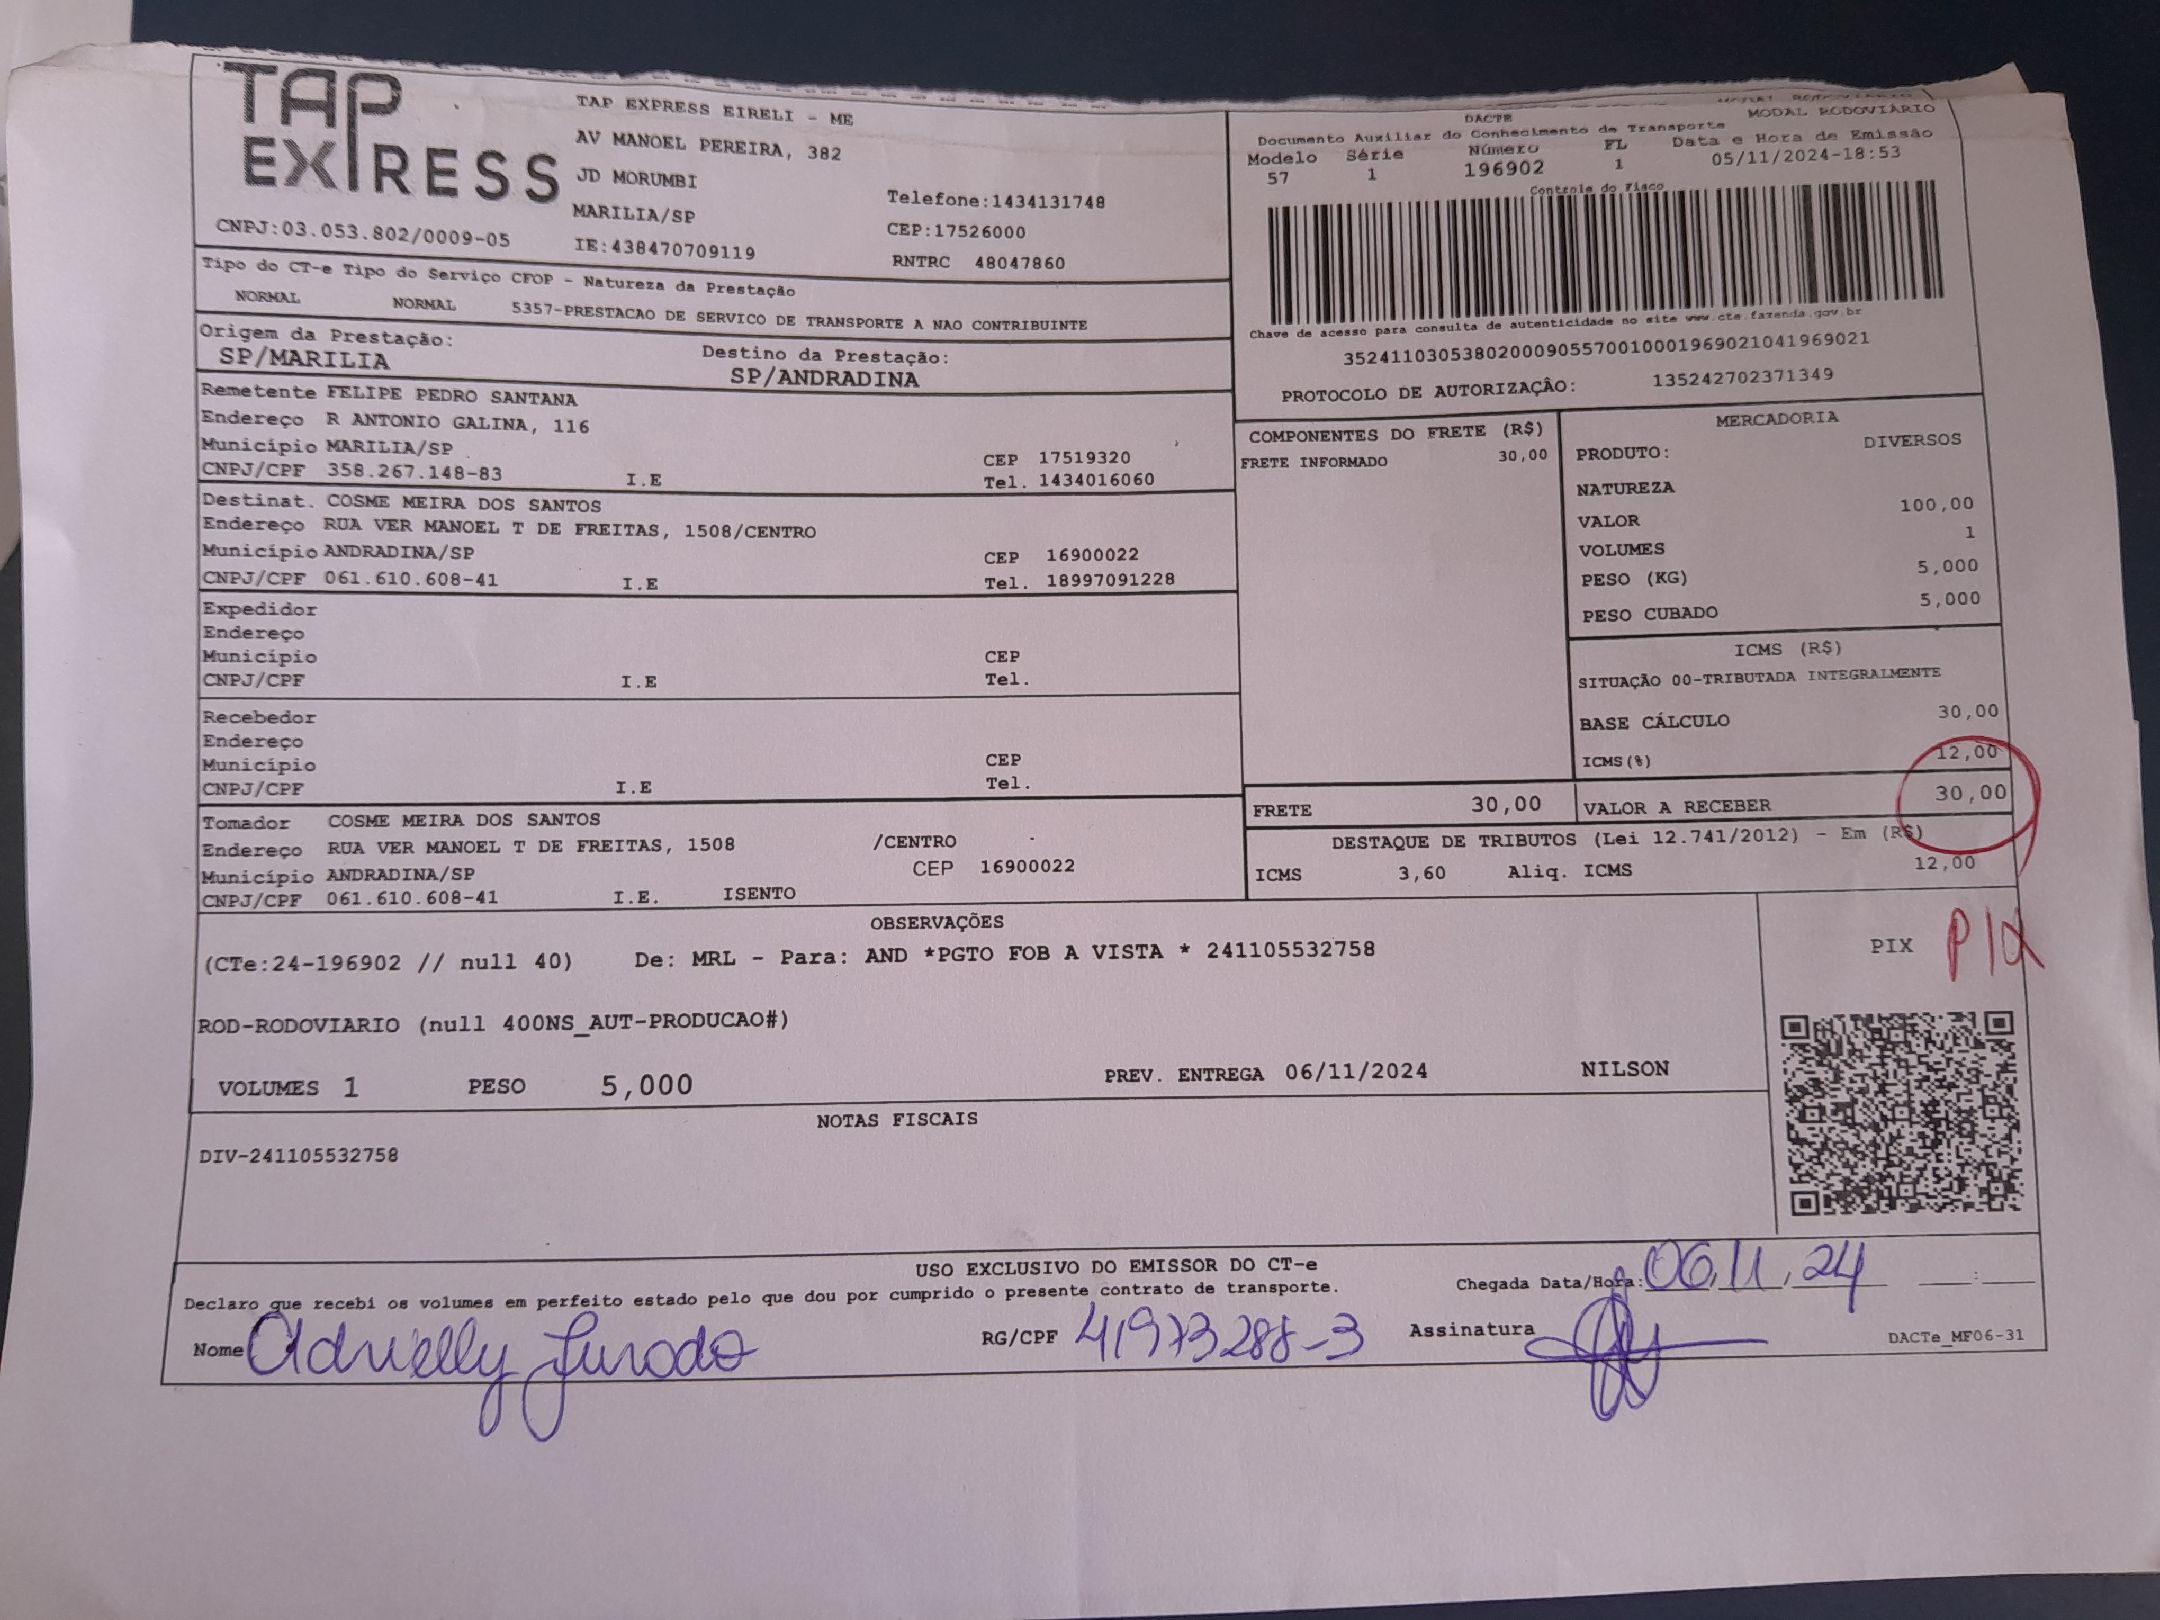 TAP EXPRESS
TAP EXPRESS EIRELI - ME
AV MANOEL PEREIRA, 382
JD MORUMBI
MARILIA/SP
Telefone:1434131748
CEP:17526000
CNPJ:03.053.802/0009-05
IE:438470709119
RNTRC 48047860
DACTE
MODAL RODOVIÁRIO
Documento Auxiliar do Conhecimento de Transporte
Modelo Série Número FL Data e Hora de Emissão
57 1 196902 1 05/11/2024-18:53
Controle do Fisco
Chave de acesso para consulta de autenticidade no site www.cte.fazenda.gov.br
35241103053802000905570010001969021041969021
PROTOCOLO DE AUTORIZAÇÂO: 135242702371349
Tipo do CT-e Tipo do Serviço CFOP - Natureza da Prestação
NORMAL NORMAL 5357-PRESTACAO DE SERVICO DE TRANSPORTE A NAO CONTRIBUINTE
Origem da Prestação: Destino da Prestação:
SP/MARILIA SP/ANDRADINA
Remetente FELIPE PEDRO SANTANA
Endereço R ANTONIO GALINA, 116
Município MARILIA/SP CEP 17519320
CNPJ/CPF 358.267.148-83 I.E Tel. 1434016060
Destinat. COSME MEIRA DOS SANTOS
Endereço RUA VER MANOEL T DE FREITAS, 1508/CENTRO
Município ANDRADINA/SP CEP 16900022
CNPJ/CPF 061.610.608-41 I.E Tel. 18997091228
Expedidor
Endereço
Município CEP
CNPJ/CPF I.E Tel.
Recebedor
Endereço
Município CEP
CNPJ/CPF I.E Tel.
Tomador COSME MEIRA DOS SANTOS
Endereço RUA VER MANOEL T DE FREITAS, 1508 /CENTRO
Município ANDRADINA/SP CEP 16900022
CNPJ/CPF 061.610.608-41 I.E. ISENTO
COMPONENTES DO FRETE (R$)
FRETE INFORMADO 30,00
MERCADORIA
PRODUTO: DIVERSOS
NATUREZA
VALOR 100,00
VOLUMES 1
PESO (KG) 5,000
PESO CUBADO 5,000
ICMS (R$)
SITUAÇÃO 00-TRIBUTADA INTEGRALMENTE
BASE CÁLCULO 30,00
ICMS(%) 12,00
FRETE 30,00 VALOR A RECEBER 30,00
DESTAQUE DE TRIBUTOS (Lei 12.741/2012) - Em (R$)
ICMS 3,60 Aliq. ICMS 12,00
OBSERVAÇÕES
(CTe:24-196902 // null 40) De: MRL - Para: AND *PGTO FOB A VISTA * 241105532758
ROD-RODOVIARIO (null 400NS_AUT-PRODUCAO#)
VOLUMES 1 PESO 5,000 PREV. ENTREGA 06/11/2024 NILSON
PIX PIX
NOTAS FISCAIS
DIV-241105532758
USO EXCLUSIVO DO EMISSOR DO CT-e
Declaro que recebi os volumes em perfeito estado pelo que dou por cumprido o presente contrato de transporte.
Chegada Data/Hora: 06/11/24 :
Nome Adrielly Jurado RG/CPF 41973288-3 Assinatura
DACTe_MF06-31